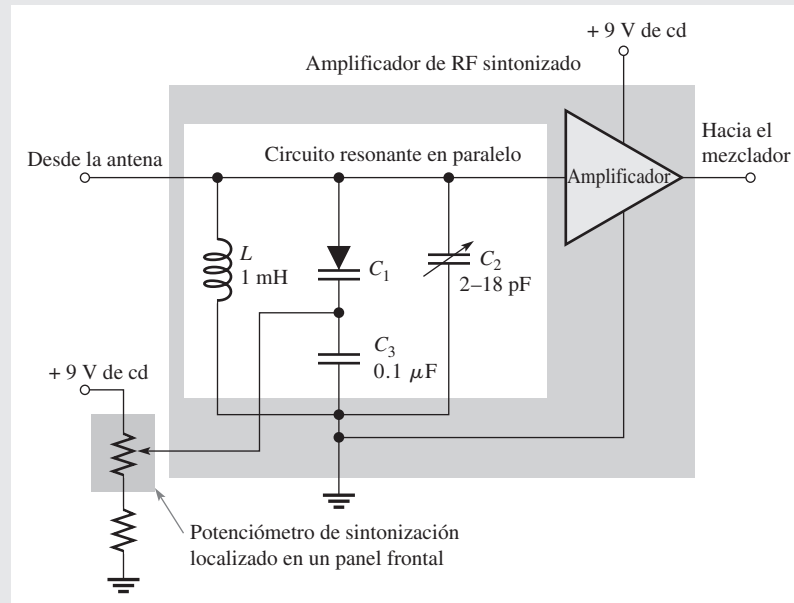 + 9 V de cd
Amplificador de RF sintonizado
Desde la antena
Circuito resonante en paralelo
Amplificador
Hacia el
mezclador
L
1 mH
C₁
C₂
2–18 pF
C₃
0.1 μF
+ 9 V de cd
Potenciómetro de sintonización
localizado en un panel frontal